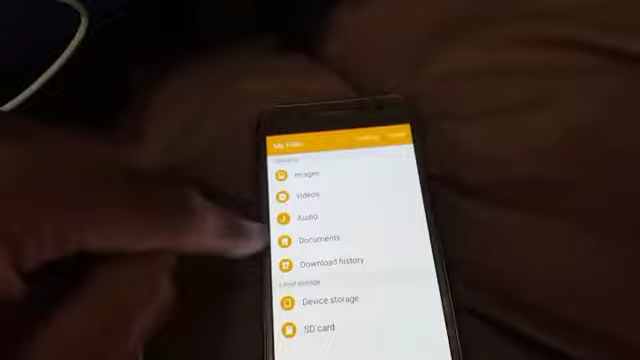 My Files
Images
Videos
Audio
Documents
Download history
Local storage
Device storage
SD card